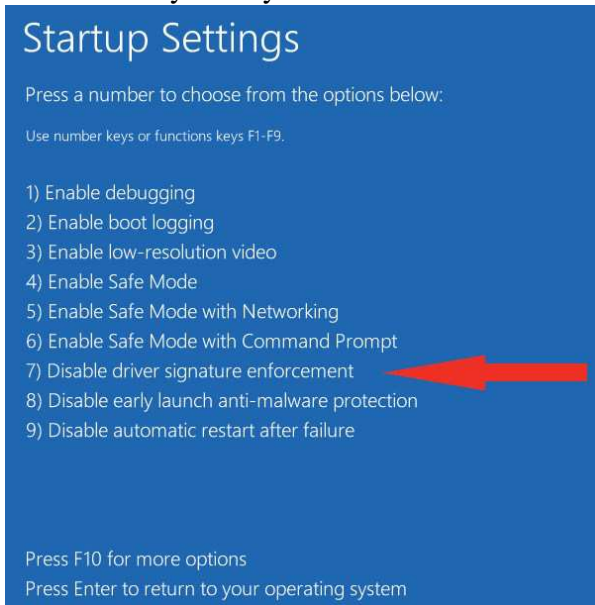 Startup Settings
Press a number to choose from the options below:
Use number keys or functions keys F1-F9.
1) Enable debugging
2) Enable boot logging
3) Enable low-resolution video
4) Enable Safe Mode
5) Enable Safe Mode with Networking
6) Enable Safe Mode with Command Prompt
7) Disable driver signature enforcement
8) Disable early launch anti-malware protection
9) Disable automatic restart after failure
Press F10 for more options
Press Enter to return to your operating system